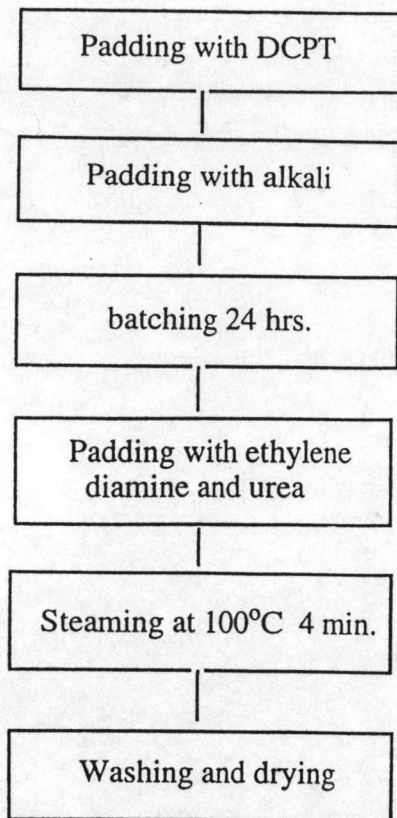 Padding with DCPT
Padding with alkali
batching 24 hrs.
Padding with ethylene
diamine and urea
Steaming at 100°C 4 min.
Washing and drying